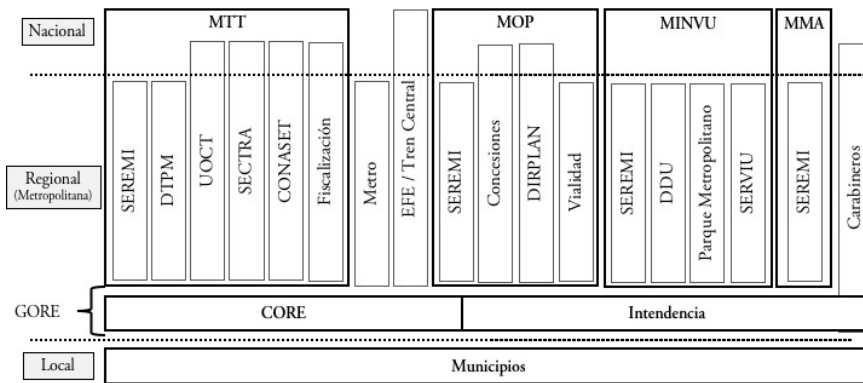 Nacional
MTT
MOP
MINVU
MMA
Regional
(Metropolitana)
SEREMI
DTPM
UOCT
SECTRA
CONASET
Fiscalización
Metro
EFE / Tren Central
SEREMI
Concesiones
DIRPLAN
Vialidad
SEREMI
DDU
Parque Metropolitano
SERVIU
SEREMI
Carabineros
GORE
CORE
Intendencia
Local
Municipios